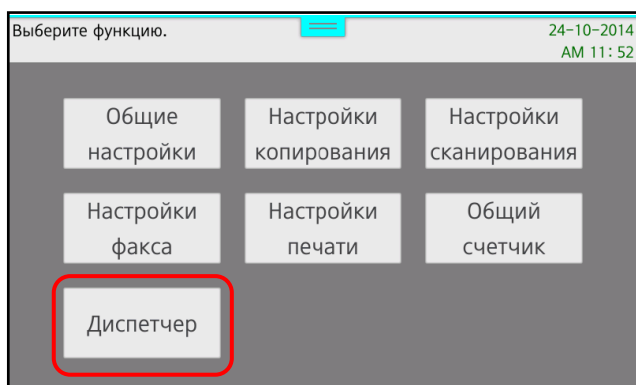 Выберите функцию.
24-10-2014
AM 11:52
Общие
настройки
Настройки
копирования
Настройки
сканирования
Настройки
факса
Настройки
печати
Общий
счетчик
Диспетчер